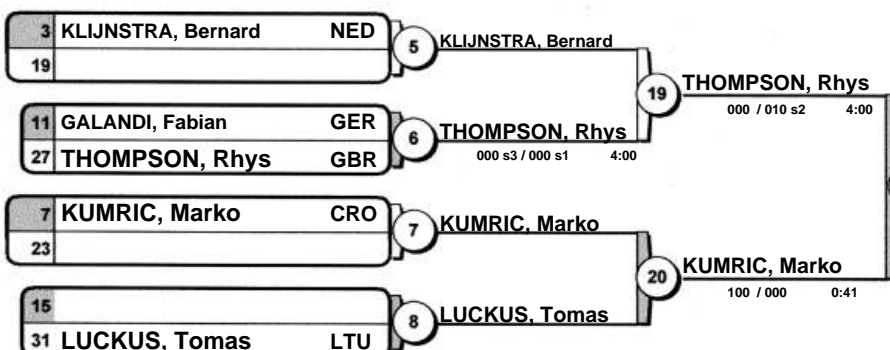 3 KLIJNSTRA, Bernard NED
19
5
KLIJNSTRA, Bernard
11 GALANDI, Fabian GER
27 THOMPSON, Rhys GBR
6
THOMPSON, Rhys
000 s3 / 000 s1 4:00
19
THOMPSON, Rhys
000 / 010 s2 4:00
7 KUMRIC, Marko CRO
23
7
KUMRIC, Marko
15
31 LUCKUS, Tomas LTU
8
LUCKUS, Tomas
20
KUMRIC, Marko
100 / 000 0:41